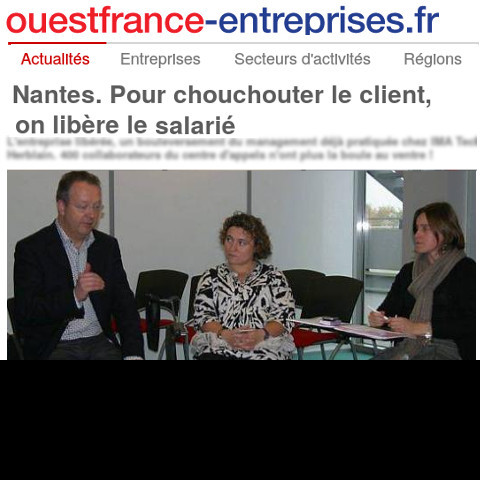 ouestfrance-entreprises.fr
Actualités Entreprises Secteurs d'activités Régions
Nantes. Pour chouchouter le client,
on libère le salarié
L'entreprise libérée, un bouleversement du management déjà pratiquée chez IMA Tech
Herblain. 400 collaborateurs du centre d'appels n'ont plus la boule au ventre !